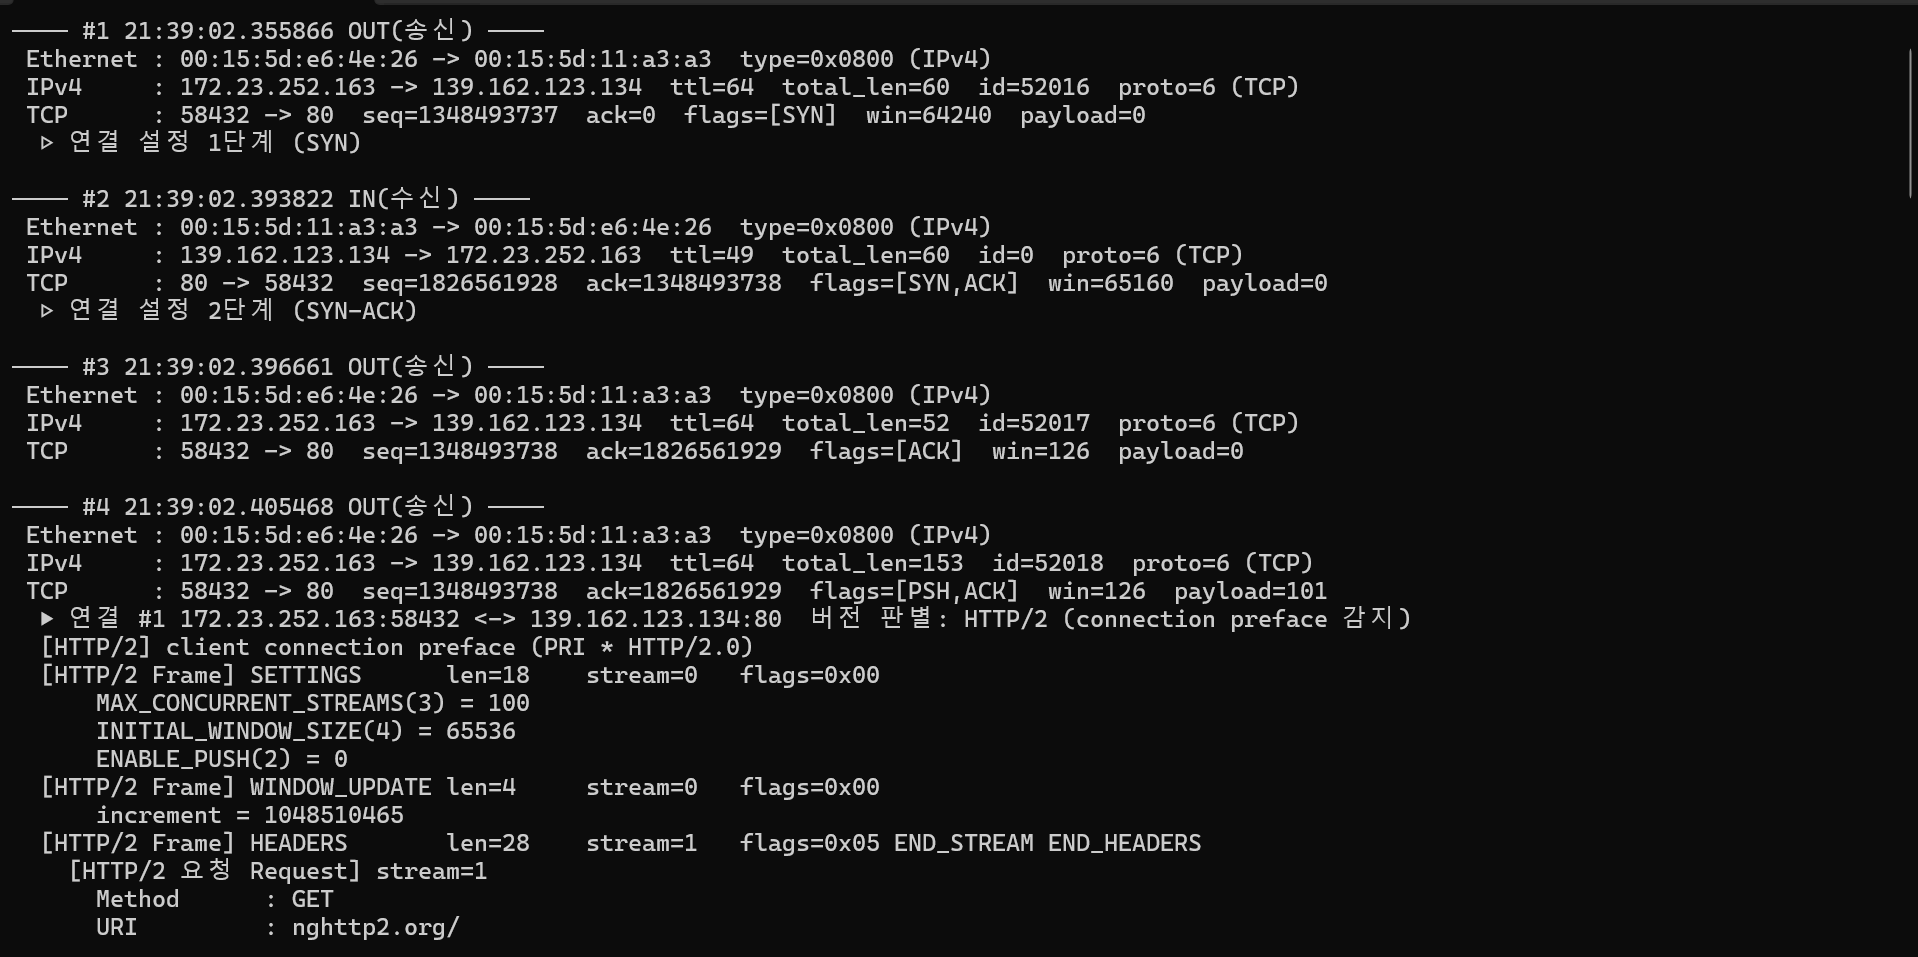 ──── #1 21:39:02.355866 OUT(송신) ────
Ethernet : 00:15:5d:e6:4e:26 -> 00:15:5d:11:a3:a3  type=0x0800 (IPv4)
IPv4     : 172.23.252.163 -> 139.162.123.134  ttl=64  total_len=60  id=52016  proto=6 (TCP)
TCP      : 58432 -> 80  seq=1348493737  ack=0  flags=[SYN]  win=64240  payload=0
▷ 연결 설정 1단계 (SYN)
──── #2 21:39:02.393822 IN(수신) ────
Ethernet : 00:15:5d:11:a3:a3 -> 00:15:5d:e6:4e:26  type=0x0800 (IPv4)
IPv4     : 139.162.123.134 -> 172.23.252.163  ttl=49  total_len=60  id=0  proto=6 (TCP)
TCP      : 80 -> 58432  seq=1826561928  ack=1348493738  flags=[SYN,ACK]  win=65160  payload=0
▷ 연결 설정 2단계 (SYN-ACK)
──── #3 21:39:02.396661 OUT(송신) ────
Ethernet : 00:15:5d:e6:4e:26 -> 00:15:5d:11:a3:a3  type=0x0800 (IPv4)
IPv4     : 172.23.252.163 -> 139.162.123.134  ttl=64  total_len=52  id=52017  proto=6 (TCP)
TCP      : 58432 -> 80  seq=1348493738  ack=1826561929  flags=[ACK]  win=126  payload=0
──── #4 21:39:02.405468 OUT(송신) ────
Ethernet : 00:15:5d:e6:4e:26 -> 00:15:5d:11:a3:a3  type=0x0800 (IPv4)
IPv4     : 172.23.252.163 -> 139.162.123.134  ttl=64  total_len=153  id=52018  proto=6 (TCP)
TCP      : 58432 -> 80  seq=1348493738  ack=1826561929  flags=[PSH,ACK]  win=126  payload=101
▶ 연결 #1 172.23.252.163:58432 <-> 139.162.123.134:80  버전 판별: HTTP/2 (connection preface 감지)
[HTTP/2] client connection preface (PRI * HTTP/2.0)
[HTTP/2 Frame] SETTINGS      len=18    stream=0   flags=0x00
MAX_CONCURRENT_STREAMS(3) = 100
INITIAL_WINDOW_SIZE(4) = 65536
ENABLE_PUSH(2) = 0
[HTTP/2 Frame] WINDOW_UPDATE len=4     stream=0   flags=0x00
increment = 1048510465
[HTTP/2 Frame] HEADERS       len=28    stream=1   flags=0x05 END_STREAM END_HEADERS
[HTTP/2 요청 Request] stream=1
Method      : GET
URI         : nghttp2.org/